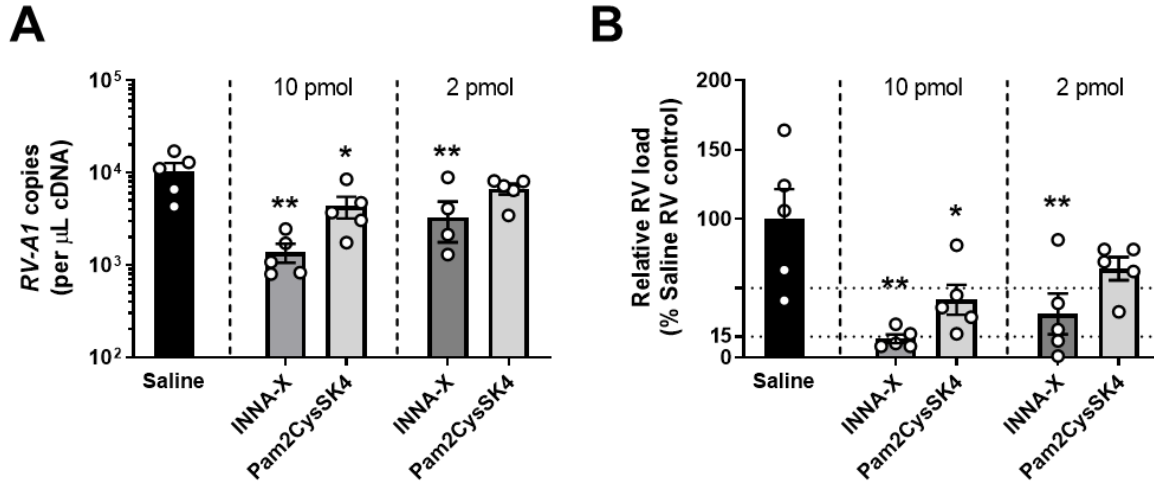 A
RV-A1 copies
(per μL cDNA)
10⁵
10⁴
10³
10²
10 pmol
2 pmol
**
*
**
Saline
INNA-X
Pam2CysSK4
INNA-X
Pam2CysSK4
B
Relative RV load
(% Saline RV control)
200
150
100
15
0
10 pmol
2 pmol
**
*
**
Saline
INNA-X
Pam2CysSK4
INNA-X
Pam2CysSK4